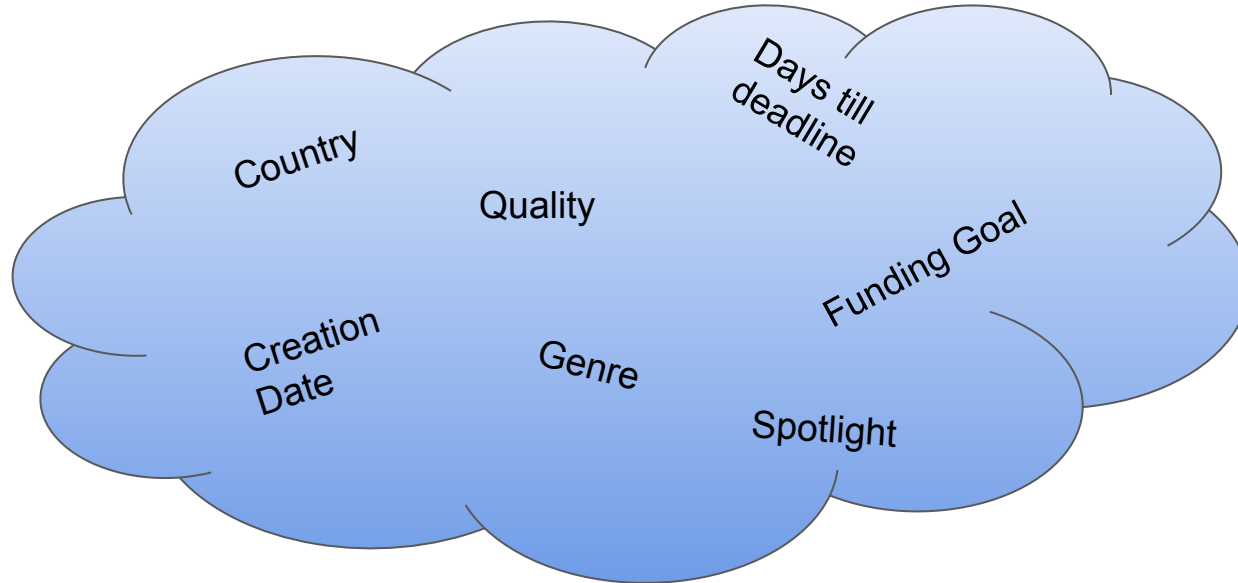 Days till
deadline
Country
Quality
Funding Goal
Creation
Date
Genre
Spotlight